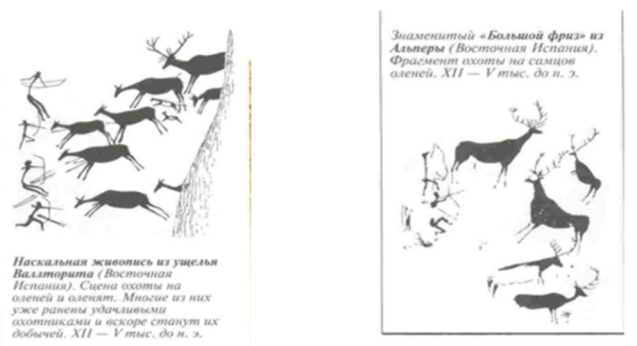 Наскальная живопись из ущелья
Валлторита (Восточная
Испания). Сцена охоты на
оленей и оленят. Многие из них
уже ранены удачливыми
охотниками и вскоре станут их
добычей. XII — V тыс. до н. э.
Знаменитый «Большой фриз» из
Альперы (Восточная Испания).
Фрагмент охоты на самцов
оленей. XII — V тыс. до н. э.